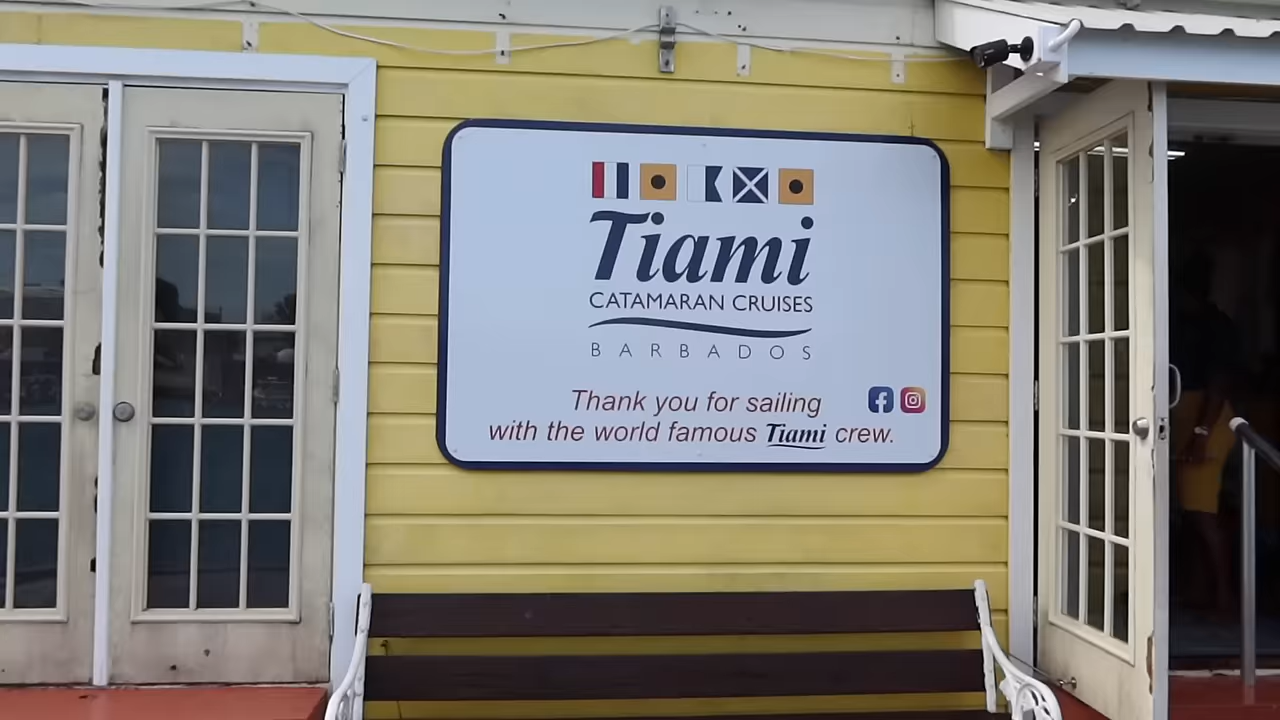 Tiami
CATAMARAN CRUISES
BARBADOS
Thank you for sailing
with the world famous Tiami crew.